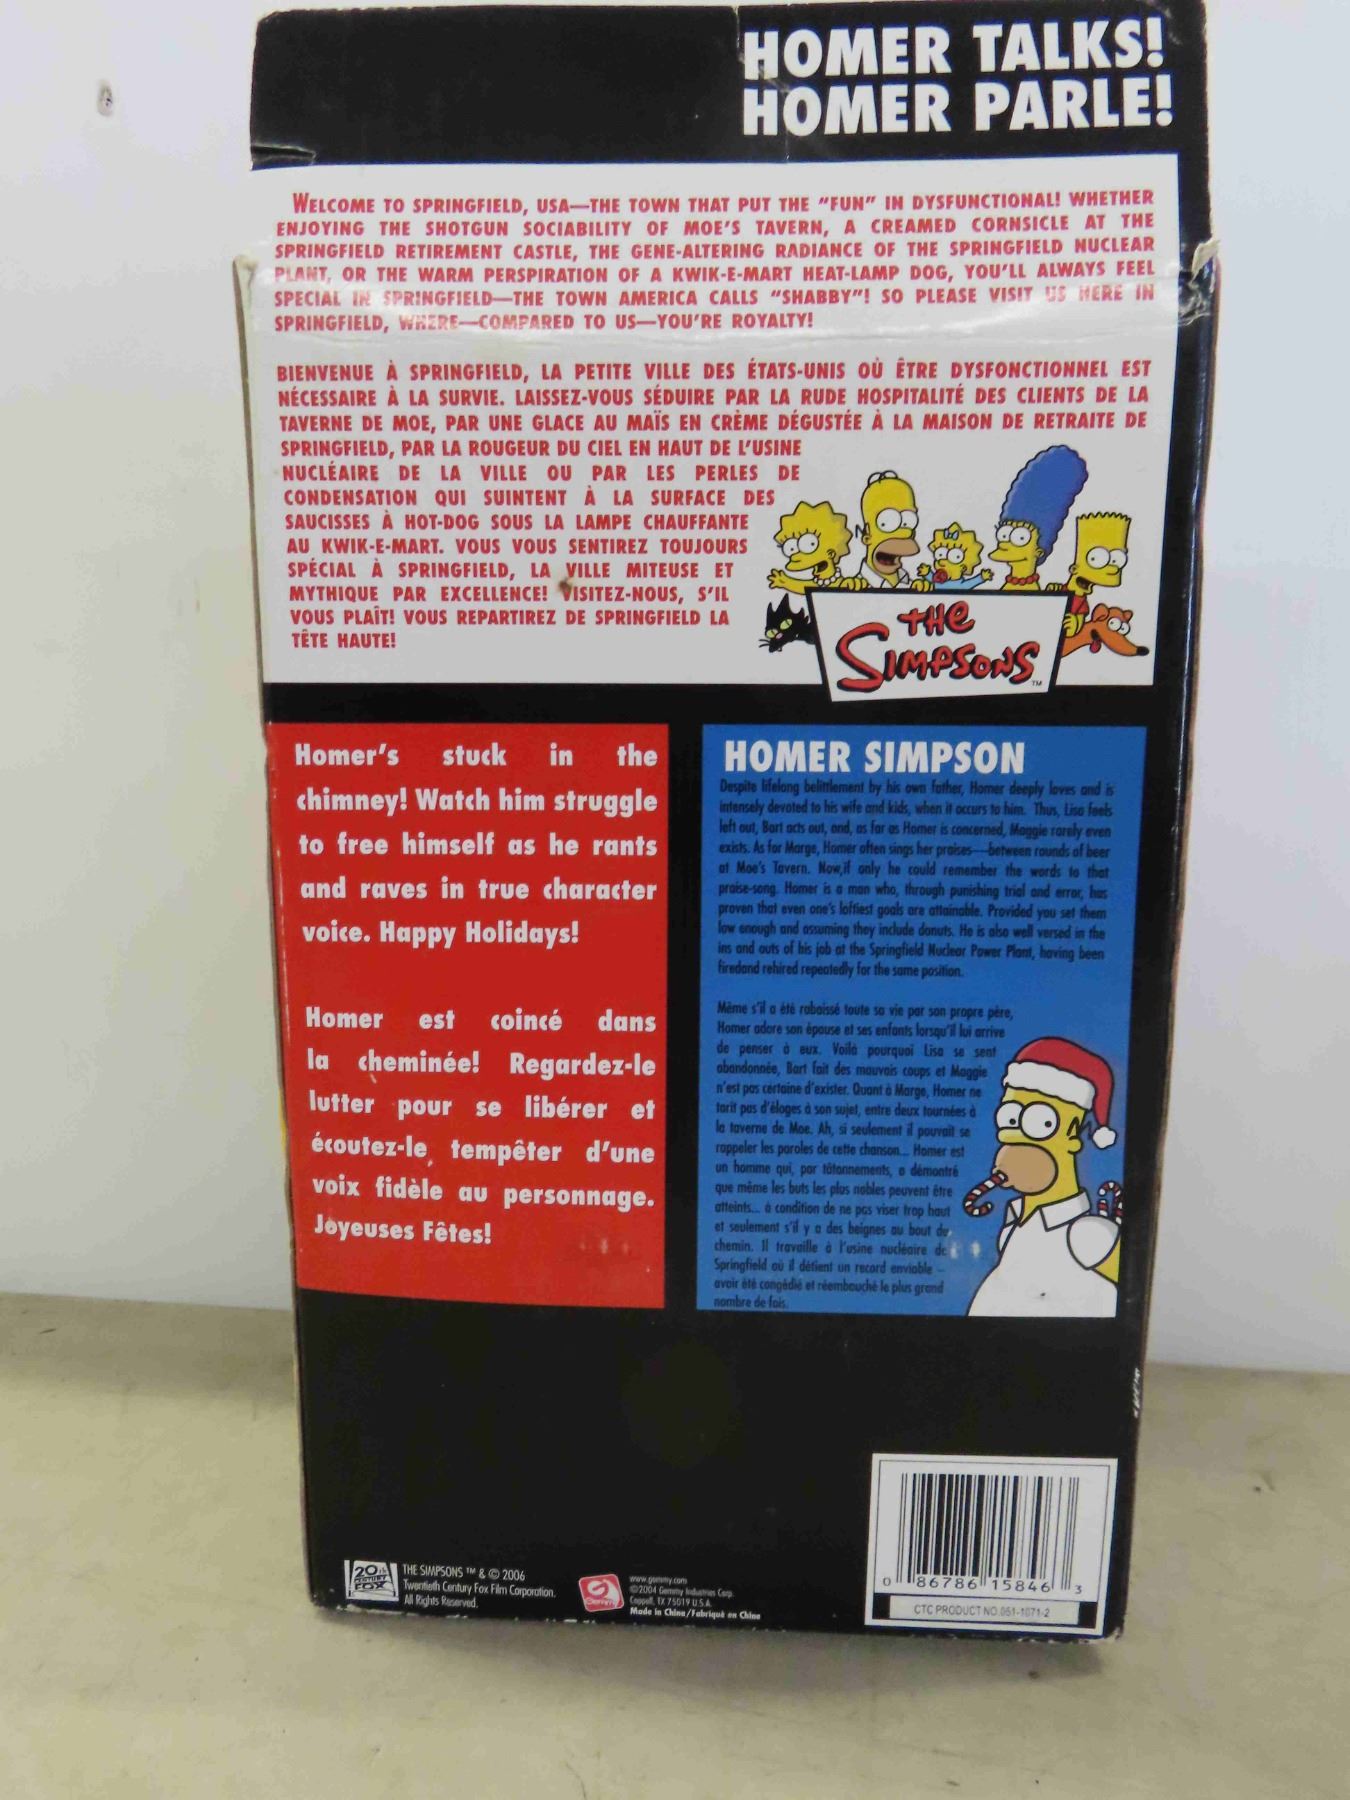 HOMER TALKS!
HOMER PARLE!
WELCOME TO SPRINGFIELD, USA—THE TOWN THAT PUT THE "FUN" IN DYSFUNCTIONAL! WHETHER
ENJOYING THE SHOTGUN SOCIABILITY OF MOE'S TAVERN, A CREAMED CORNSICLE AT THE
SPRINGFIELD RETIREMENT CASTLE, THE GENE-ALTERING RADIANCE OF THE SPRINGFIELD NUCLEAR
PLANT, OR THE WARM PERSPIRATION OF A KWIK-E-MART HEAT-LAMP DOG, YOU'LL ALWAYS FEEL
SPECIAL IN SPRINGFIELD—THE TOWN AMERICA CALLS "SHABBY"! SO PLEASE VISIT US HERE IN
SPRINGFIELD, WHERE—COMPARED TO US—YOU'RE ROYALTY!
BIENVENUE À SPRINGFIELD, LA PETITE VILLE DES ÉTATS-UNIS OÙ ÊTRE DYSFONCTIONNEL EST
NÉCESSAIRE À LA SURVIE. LAISSEZ-VOUS SÉDUIRE PAR LA RUDE HOSPITALITÉ DES CLIENTS DE LA
TAVERNE DE MOE, PAR UNE GLACE AU MAÏS EN CRÈME DÉGUSTÉE À LA MAISON DE RETRAITE DE
SPRINGFIELD, PAR LA ROUGEUR DU CIEL EN HAUT DE L'USINE
NUCLÉAIRE DE LA VILLE OU PAR LES PERLES DE
CONDENSATION QUI SUINTENT À LA SURFACE DES
SAUCISSES À HOT-DOG SOUS LA LAMPE CHAUFFANTE
AU KWIK-E-MART. VOUS VOUS SENTIREZ TOUJOURS
SPÉCIAL À SPRINGFIELD, LA VILLE MITEUSE ET
MYTHIQUE PAR EXCELLENCE! VISITEZ-NOUS, S'IL
VOUS PLAÎT! VOUS REPARTIREZ DE SPRINGFIELD LA
TÊTE HAUTE!
THE
SIMPSONS
TM
Homer's stuck in the
chimney! Watch him struggle
to free himself as he rants
and raves in true character
voice. Happy Holidays!
Homer est coincé dans
la cheminée! Regardez-le
lutter pour se libérer et
écoutez-le tempêter d'une
voix fidèle au personnage.
Joyeuses Fêtes!
HOMER SIMPSON
Despite lifelong belittlement by his own father, Homer deeply loves and is
intensely devoted to his wife and kids, when it occurs to him. Thus, Lisa feels
left out, Bart acts out, and, as far as Homer is concerned, Maggie rarely even
exists. As for Marge, Homer often sings her praises—between rounds of beer
at Moe's Tavern. Now,if only he could remember the words to that
praise-song. Homer is a man who, through punishing trial and error, has
proven that even one's loftiest goals are attainable. Provided you set them
low enough and assuming they include donuts. He is also well versed in the
ins and outs of his job at the Springfield Nuclear Power Plant, having been
firedand rehired repeatedly for the same position.
Même s'il a été rabaissé toute sa vie par son propre père,
Homer adore son épouse et ses enfants lorsqu'il lui arrive
de penser à eux. Voilà pourquoi Lisa se sent
abandonnée, Bart fait des mauvais coups et Maggie
n'est pas certaine d'exister. Quant à Marge, Homer ne
tarit pas d'éloges à son sujet, entre deux tournées à
la taverne de Moe. Ah, si seulement il pouvait se
rappeler les paroles de cette chanson... Homer est
un homme qui, par tâtonnements, a démontré
que même les buts les plus nobles peuvent être
atteints... à condition de ne pas viser trop haut
et seulement s'il y a des beignes au bout du
chemin. Il travaille à l'usine nucléaire de
Springfield où il détient un record enviable –
avoir été congédié et réembauché le plus grand
nombre de fois.
20th
CENTURY
FOX
THE SIMPSONS ™ & © 2006
Twentieth Century Fox Film Corporation.
All Rights Reserved.
Gemmy
www.gemmy.com
©2004 Gemmy Industries Corp.
Coppell, TX 75019 U.S.A.
Made in China/Fabriqué en Chine
0 86786 15846 3
CTC PRODUCT NO.051-1071-2